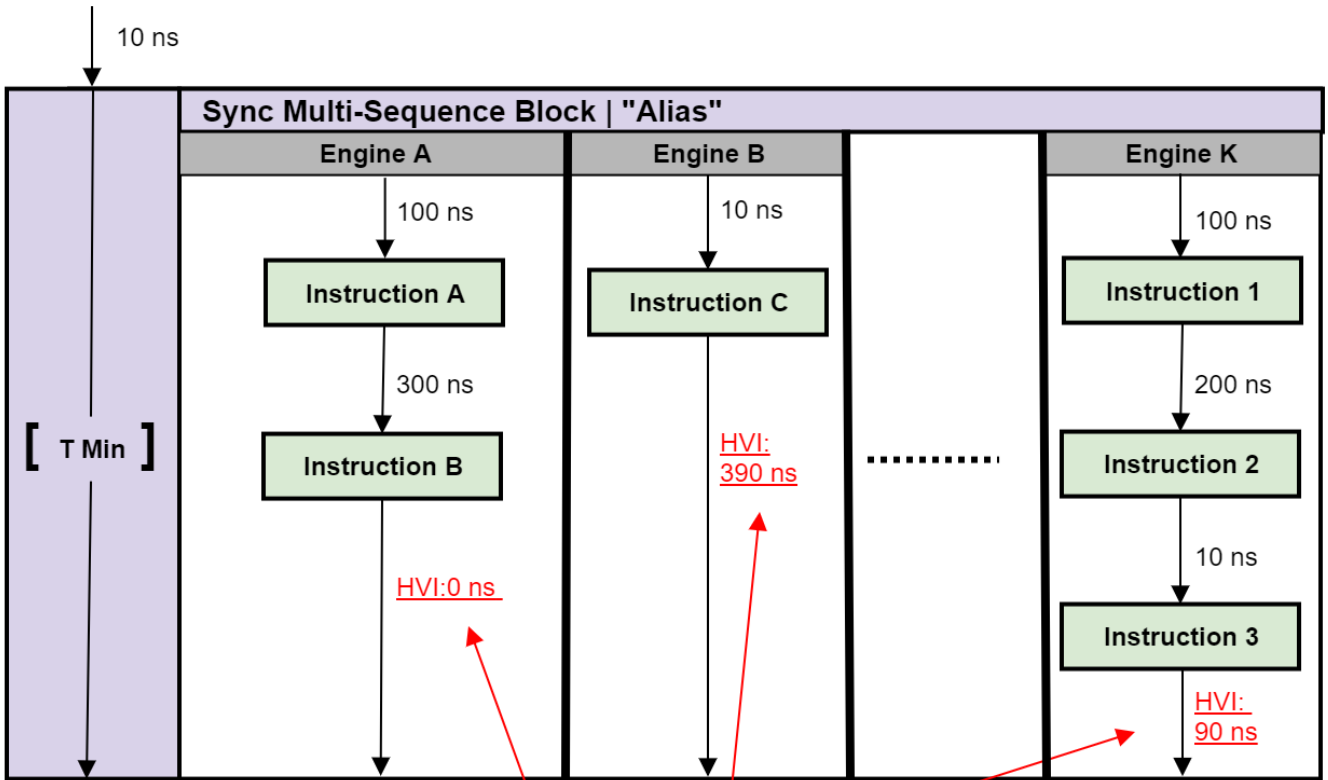 10 ns
Sync Multi-Sequence Block | "Alias"
Engine A
Engine B
Engine K
100 ns
10 ns
100 ns
Instruction A
Instruction C
Instruction 1
300 ns
200 ns
[ T Min ]
Instruction B
HVI:
390 ns
Instruction 2
HVI:0 ns
10 ns
Instruction 3
HVI:
90 ns